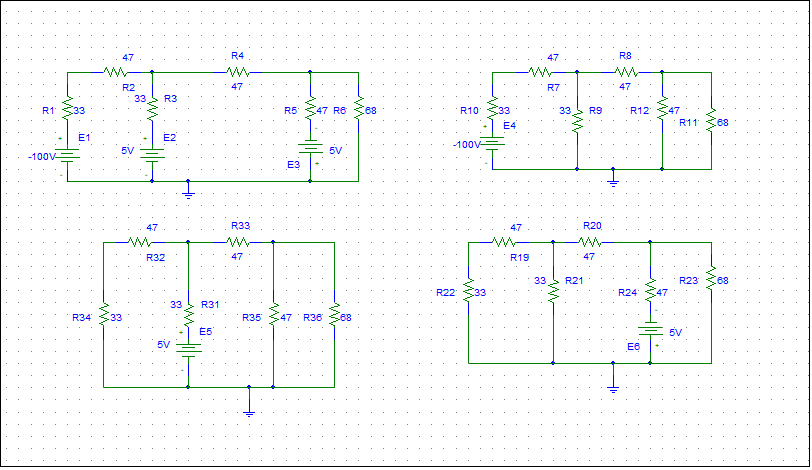 47 R4
R2 47
R1 33 33 R3 R5 47 R6 68
+ E1 + E2 -
-100V 5V 5V
- - E3 +
47 R8
R7 47
R10 33 33 R9 R12 47 R11 68
+ E4
-100V
-
47 R33
R32 47
R34 33 33 R31 R35 47 R36 68
+ E5
5V
-
47 R20
R19 47
R22 33 33 R21 R24 47 R23 68
-
5V
E6 +